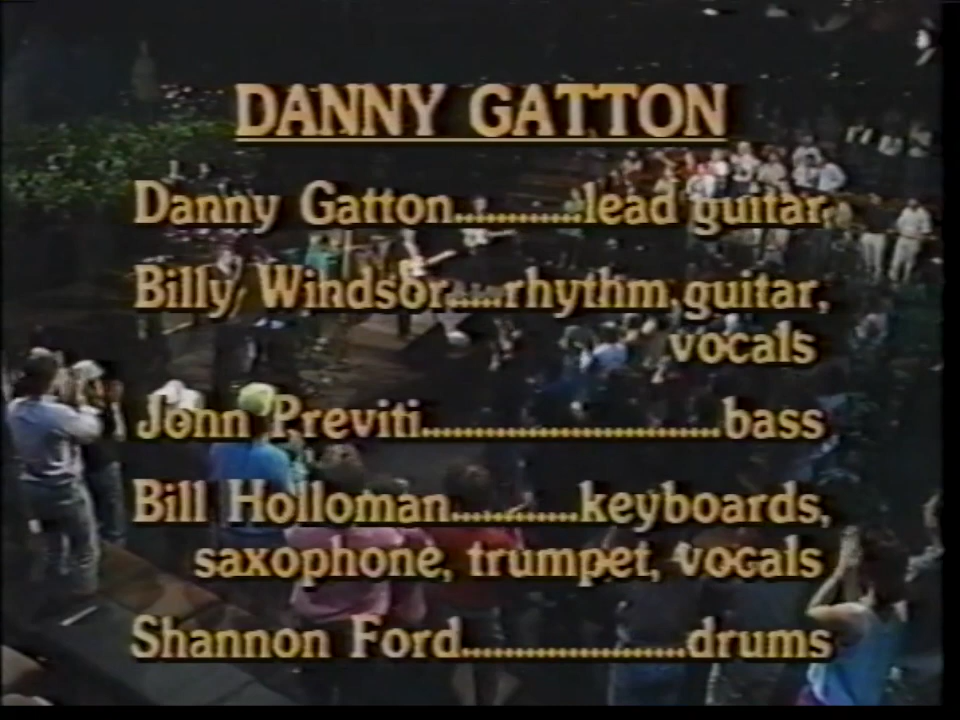 DANNY GATTON
Danny Gatton............lead guitar
Billy Windsor.....rhythm guitar,
vocals
John Previti............................bass
Bill Holloman............keyboards,
saxophone, trumpet, vocals
Shannon Ford.....................drums